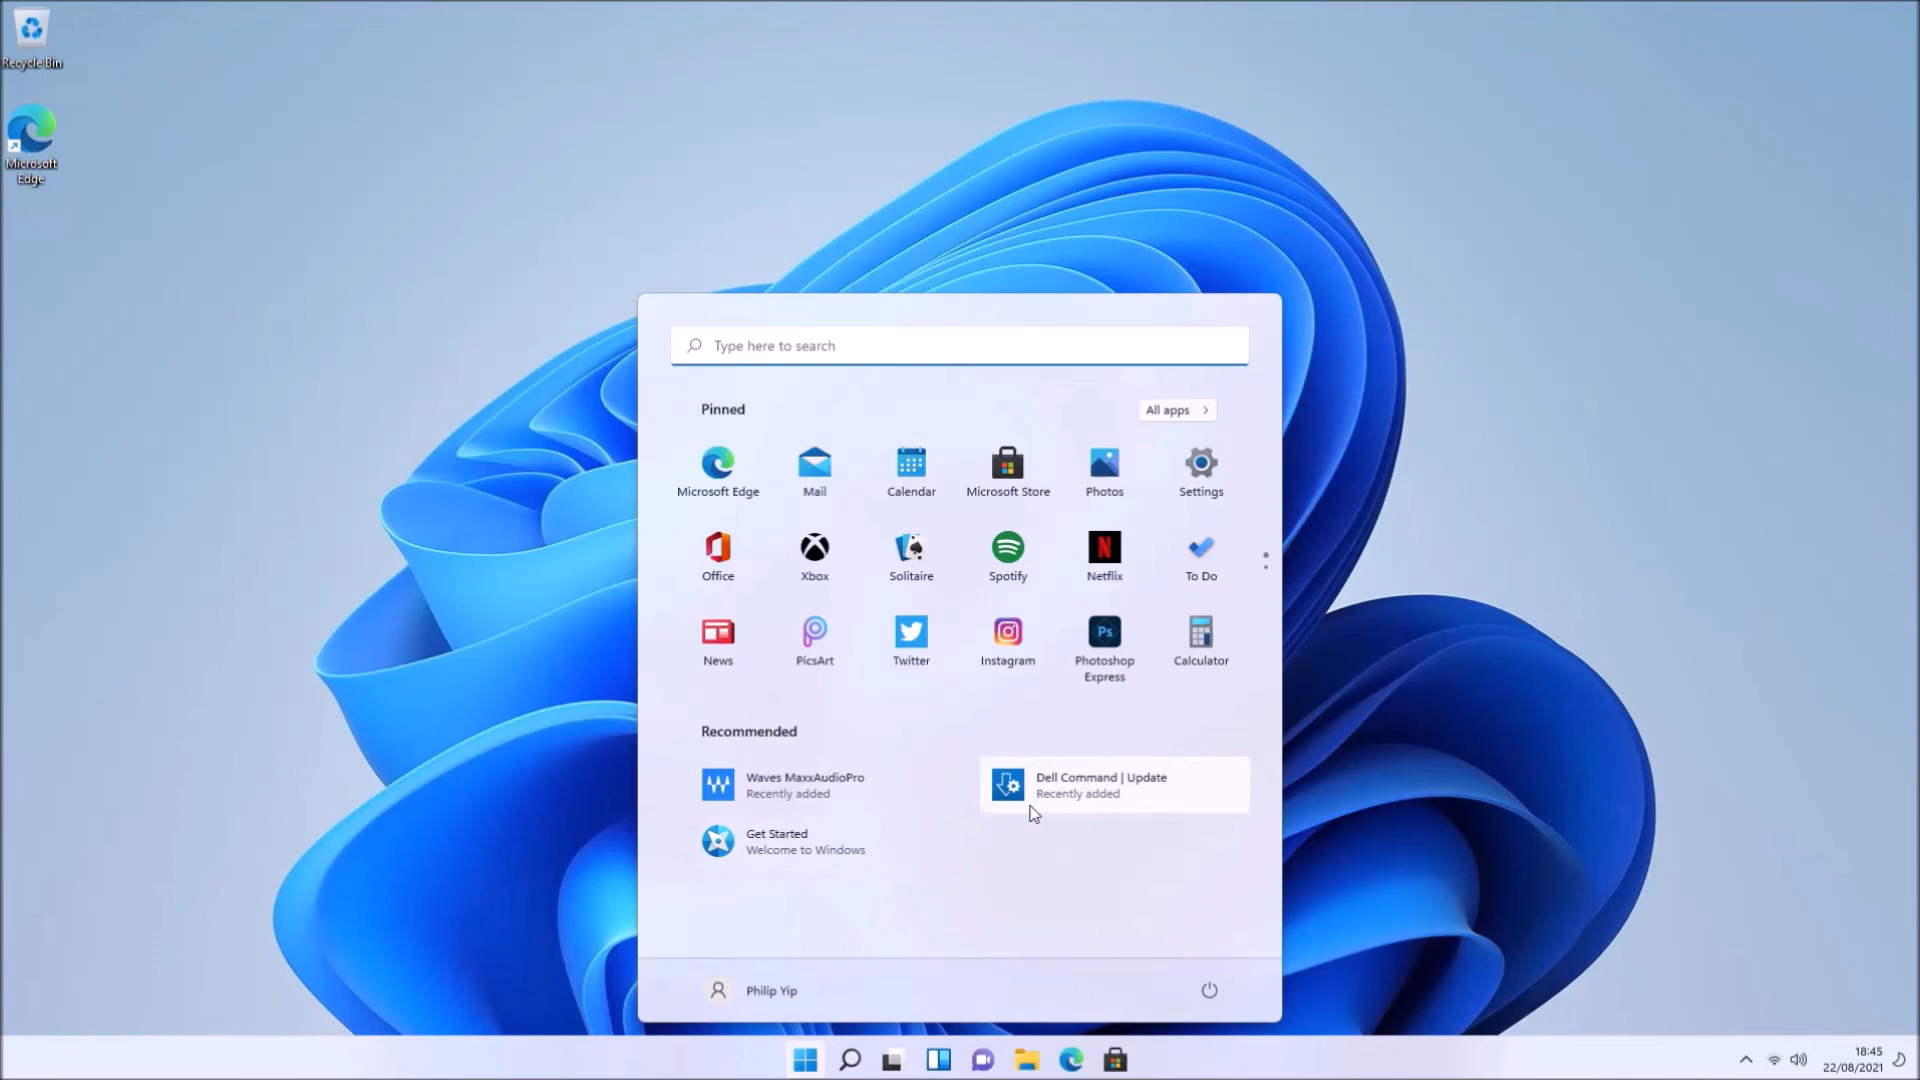 Recycle Bin
Microsoft
Edge
Type here to search
Pinned
All apps
Microsoft Edge
Mail
Calendar
Microsoft Store
Photos
Settings
Office
Xbox
Solitaire
Spotify
Netflix
To Do
News
PicsArt
Twitter
Instagram
Ps
Photoshop
Express
Calculator
Recommended
Waves MaxxAudioPro
Recently added
Dell Command | Update
Recently added
Get Started
Welcome to Windows
Philip Yip
18:45
22/08/2021